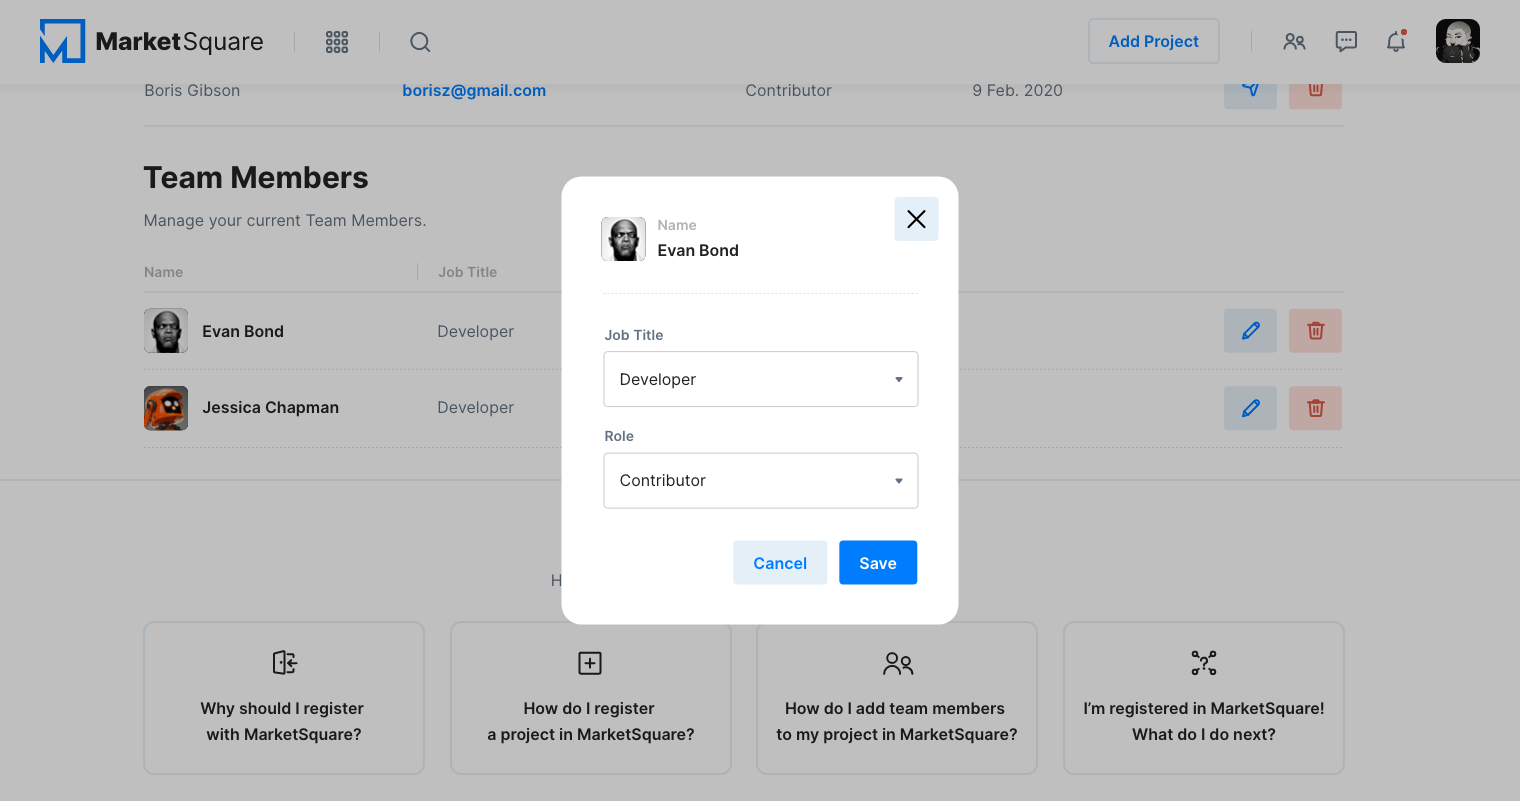 MarketSquare
Add Project
Boris Gibson
borisz@gmail.com
Contributor
9 Feb. 2020
Team Members
Manage your current Team Members.
Name
Job Title
Evan Bond
Developer
Jessica Chapman
Developer
Name
Evan Bond
Job Title
Developer
Role
Contributor
Cancel
Save
H
Why should I register
with MarketSquare?
How do I register
a project in MarketSquare?
How do I add team members
to my project in MarketSquare?
I’m registered in MarketSquare!
What do I do next?